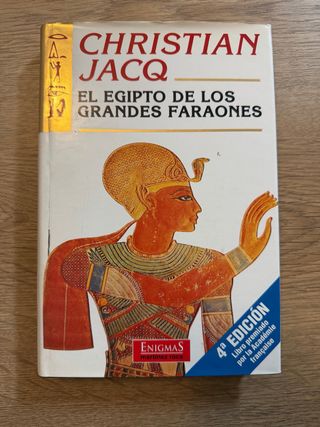 CHRISTIAN
JACQ
EL EGIPTO DE LOS
GRANDES FARAONES
4ª EDICIÓN
Libro premiado
por la Académie
française
ENIGMAS